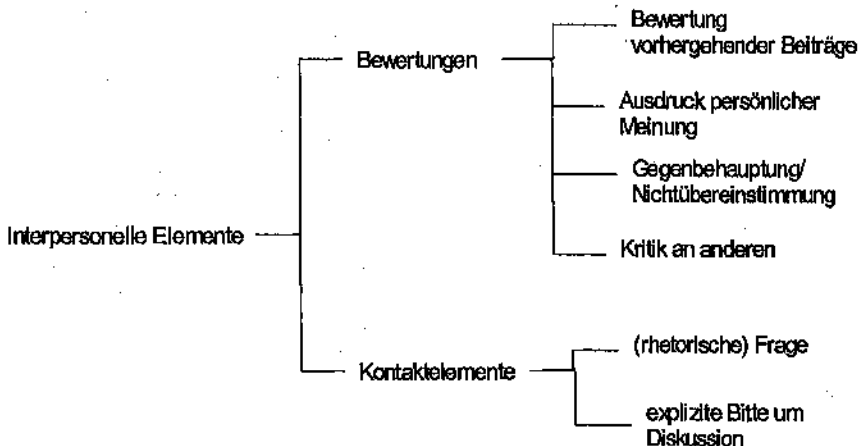 Bewertung
vorhergehender Beiträge
Bewertungen
Ausdruck persönlicher
Meinung
Gegenbehauptung/
Nichtübereinstimmung
Interpersonelle Elemente
Kritik an anderen
(rhetorische) Frage
Kontaktelemente
explizite Bitte um
Diskussion